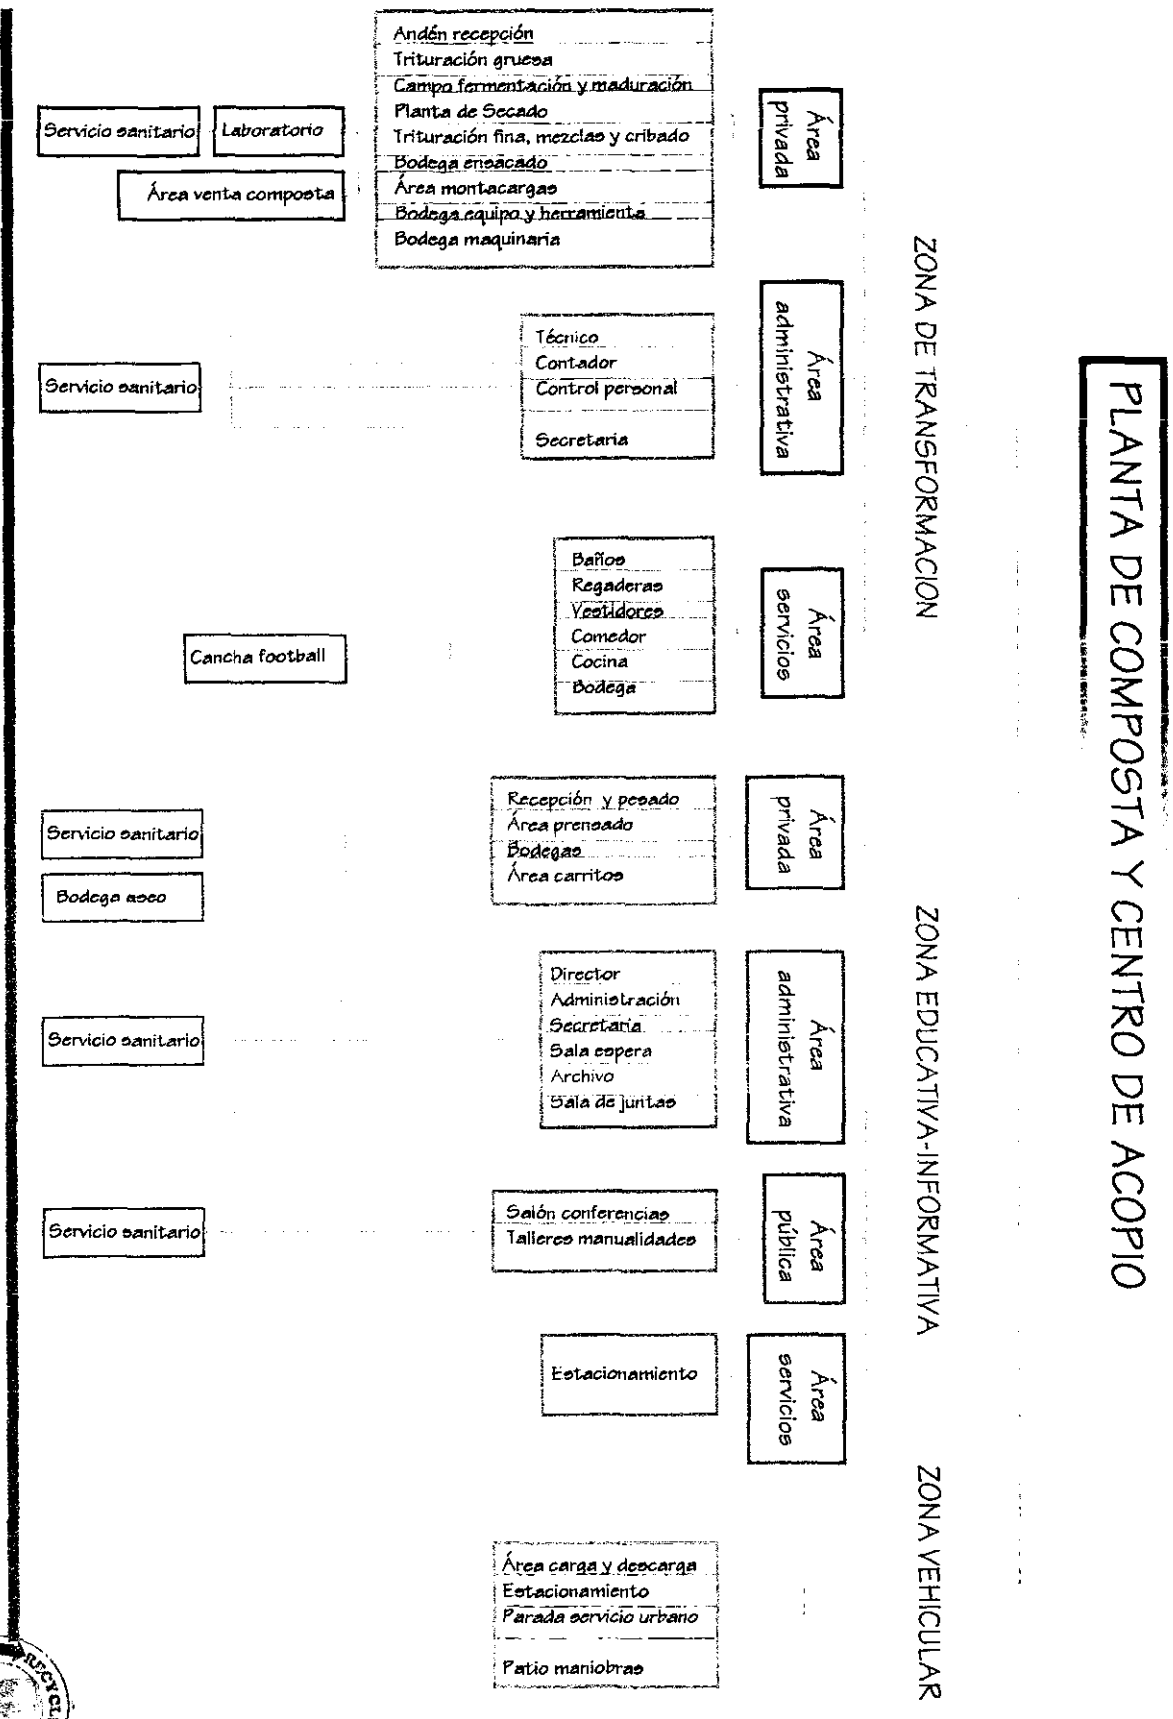 PLANTA DE COMPOSTA Y CENTRO DE ACOPIO
ZONA DE TRANSFORMACION
Área
privada
Andén recepción
Trituración gruesa
Campo fermentación y maduración
Planta de Secado
Trituración fina, mezclas y cribado
Bodega ensacado
Área montacargas
Bodega equipo y herramienta
Bodega maquinaria
Laboratorio
Servicio sanitario
Área venta composta
Área
administrativa
Técnico
Contador
Control personal
Secretaria
Servicio sanitario
Área
servicios
Baños
Regaderas
Vestidores
Comedor
Cocina
Bodega
Cancha football
ZONA EDUCATIVA-INFORMATIVA
Área
privada
Recepción y pesado
Área prensado
Bodegas
Área carritos
Servicio sanitario
Bodega aseo
Área
administrativa
Director
Administración
Secretaria
Sala espera
Archivo
Sala de juntas
Servicio sanitario
Área
pública
Salón conferencias
Talleres manualidades
Servicio sanitario
Área
servicios
Estacionamiento
ZONA VEHICULAR
Área carga y descarga
Estacionamiento
Parada servicio urbano
Patio maniobras